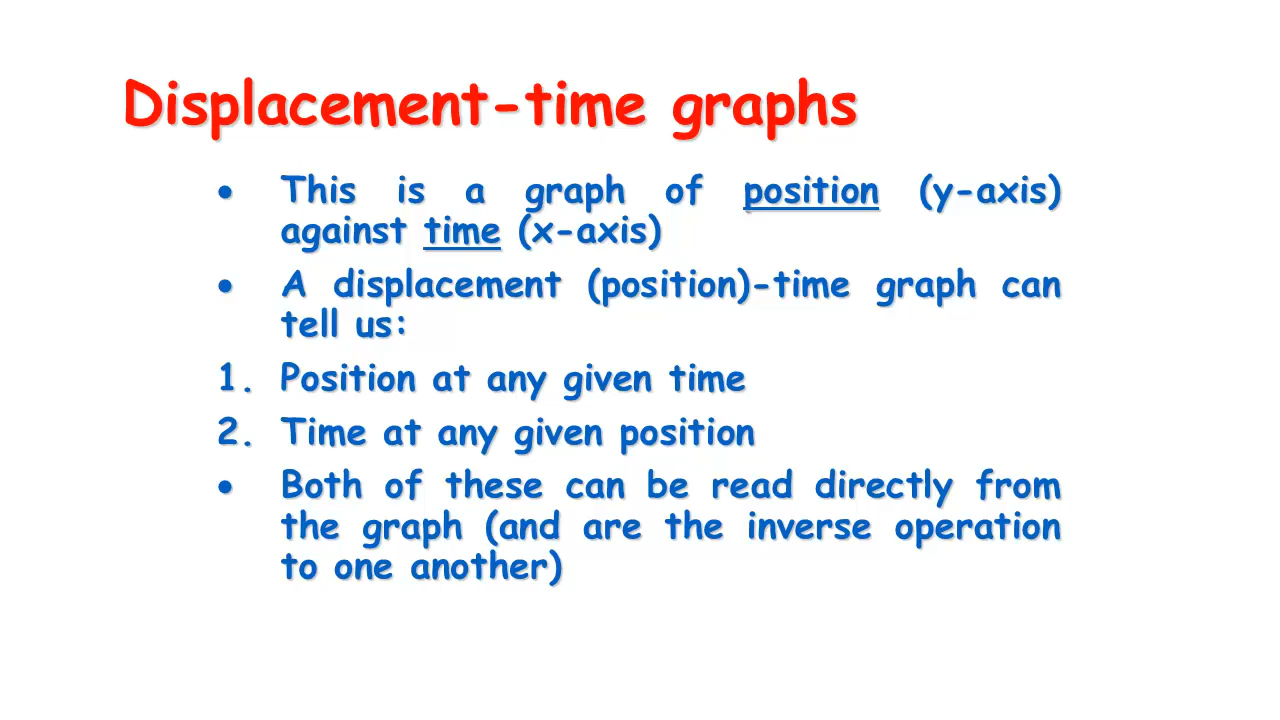 Displacement-time graphs
• This is a graph of position (y-axis)
against time (x-axis)
• A displacement (position)-time graph can
tell us:
1. Position at any given time
2. Time at any given position
• Both of these can be read directly from
the graph (and are the inverse operation
to one another)